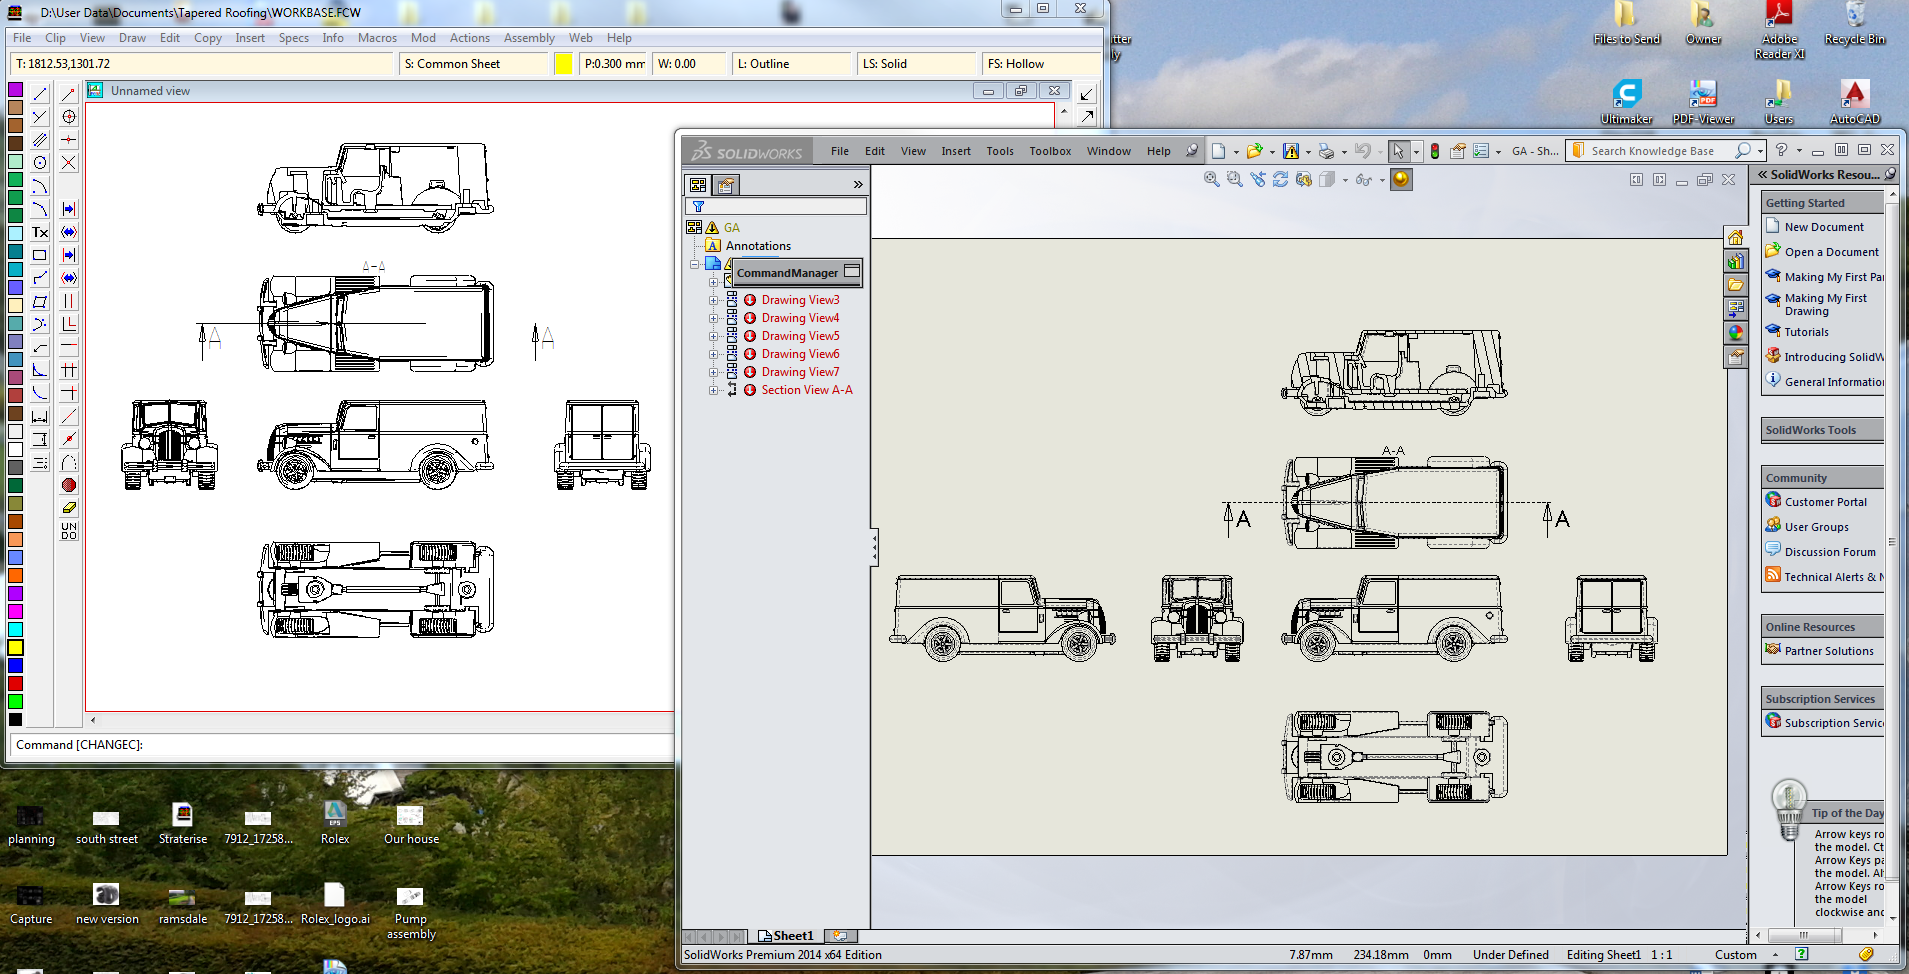 D:\User Data\Documents\Tapered Roofing\WORKBASE.FCW
File Clip View Draw Edit Copy Insert Specs Info Macros Mod Actions Assembly Web Help
T: 1812.53,1301.72 S: Common Sheet P:0.300 mm W: 0.00 L: Outline LS: Solid FS: Hollow
Unnamed view
Tx
UN
DO
A-A
A A
Command [CHANGEC]:
Files to Send
Owner
Adobe
Reader XI
Recycle Bin
Ultimaker
PDF-Viewer
Users
AutoCAD
SOLIDWORKS File Edit View Insert Tools Toolbox Window Help GA - Sh... Search Knowledge Base
GA
Annotations
CommandManager
Drawing View3
Drawing View4
Drawing View5
Drawing View6
Drawing View7
Section View A-A
A-A
A A
SolidWorks Resou...
Getting Started
New Document
Open a Document
Making My First Pa
Making My First
Drawing
Tutorials
Introducing SolidW
General Information
SolidWorks Tools
Community
Customer Portal
User Groups
Discussion Forum
Technical Alerts & N
Online Resources
Partner Solutions
Subscription Services
Subscription Servic
Tip of the Day
Arrow keys ro
the model. Ct
Arrow Keys pa
the model. Al
Arrow Keys ro
the model
clockwise and
Sheet1
SolidWorks Premium 2014 x64 Edition 7.87mm 234.18mm 0mm Under Defined Editing Sheet1 1 : 1 Custom
planning
south street
Straterise
7912_17258...
Rolex
Our house
Capture
new version
ramsdale
7912_17258...
Rolex_logo.ai
Pump
assembly